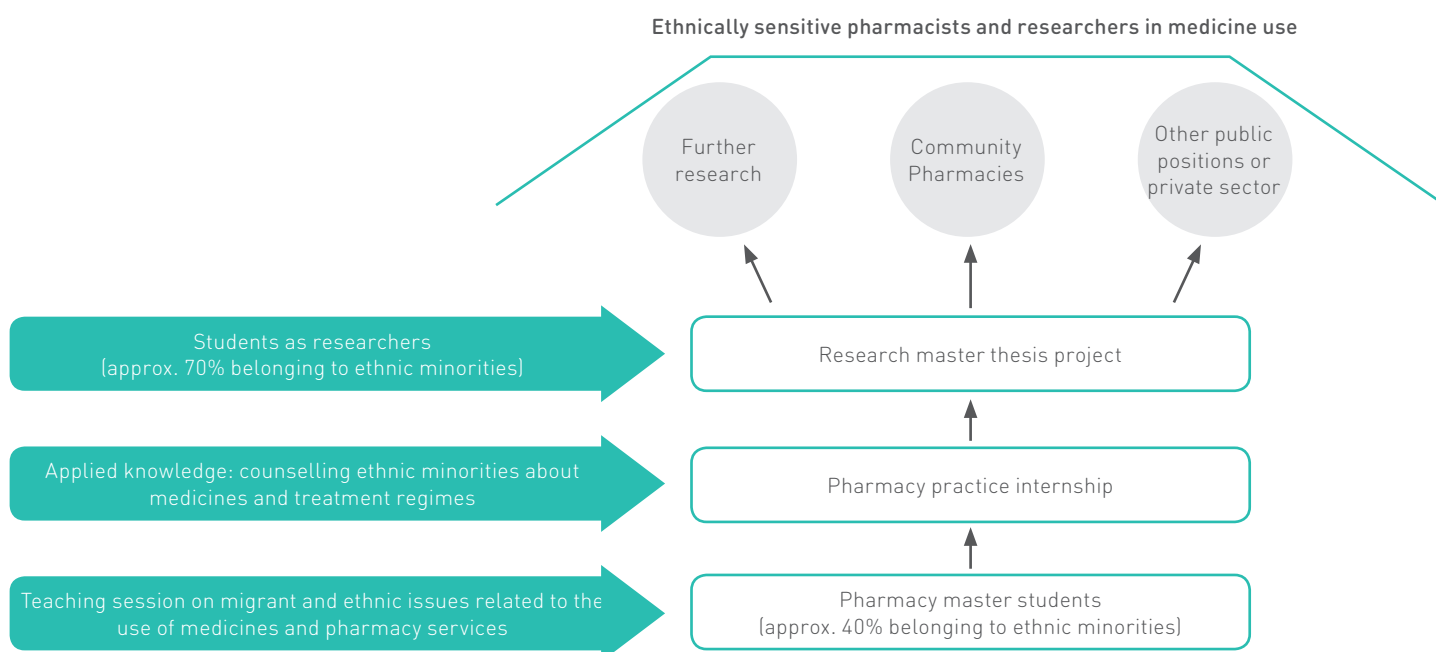 Ethnically sensitive pharmacists and researchers in medicine use
Further
research
Community
Pharmacies
Other public
positions or
private sector
Students as researchers
(approx. 70% belonging to ethnic minorities)
Research master thesis project
Applied knowledge: counselling ethnic minorities about
medicines and treatment regimes
Pharmacy practice internship
Teaching session on migrant and ethnic issues related to the
use of medicines and pharmacy services
Pharmacy master students
(approx. 40% belonging to ethnic minorities)